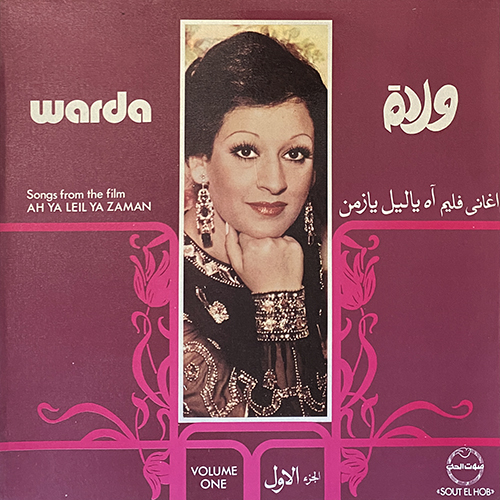 warda
وردة
Songs from the film
AH YA LEIL YA ZAMAN
اغانى فليم آه ياليل يازمن
VOLUME
ONE
الجزء الاول
صوت الحب
«SOUT EL HOB»